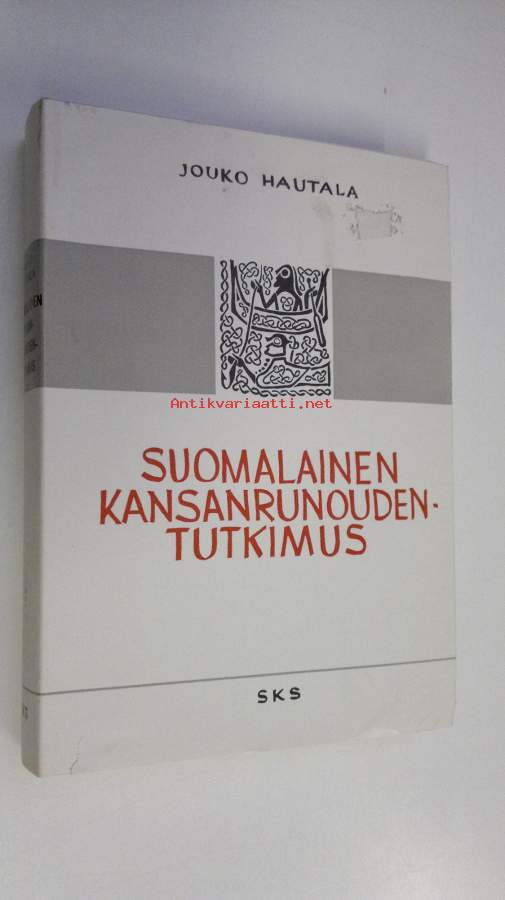 JOUKO HAUTALA
Antikvariaatti.net
SUOMALAINEN
KANSANRUNOUDEN-
TUTKIMUS
SKS